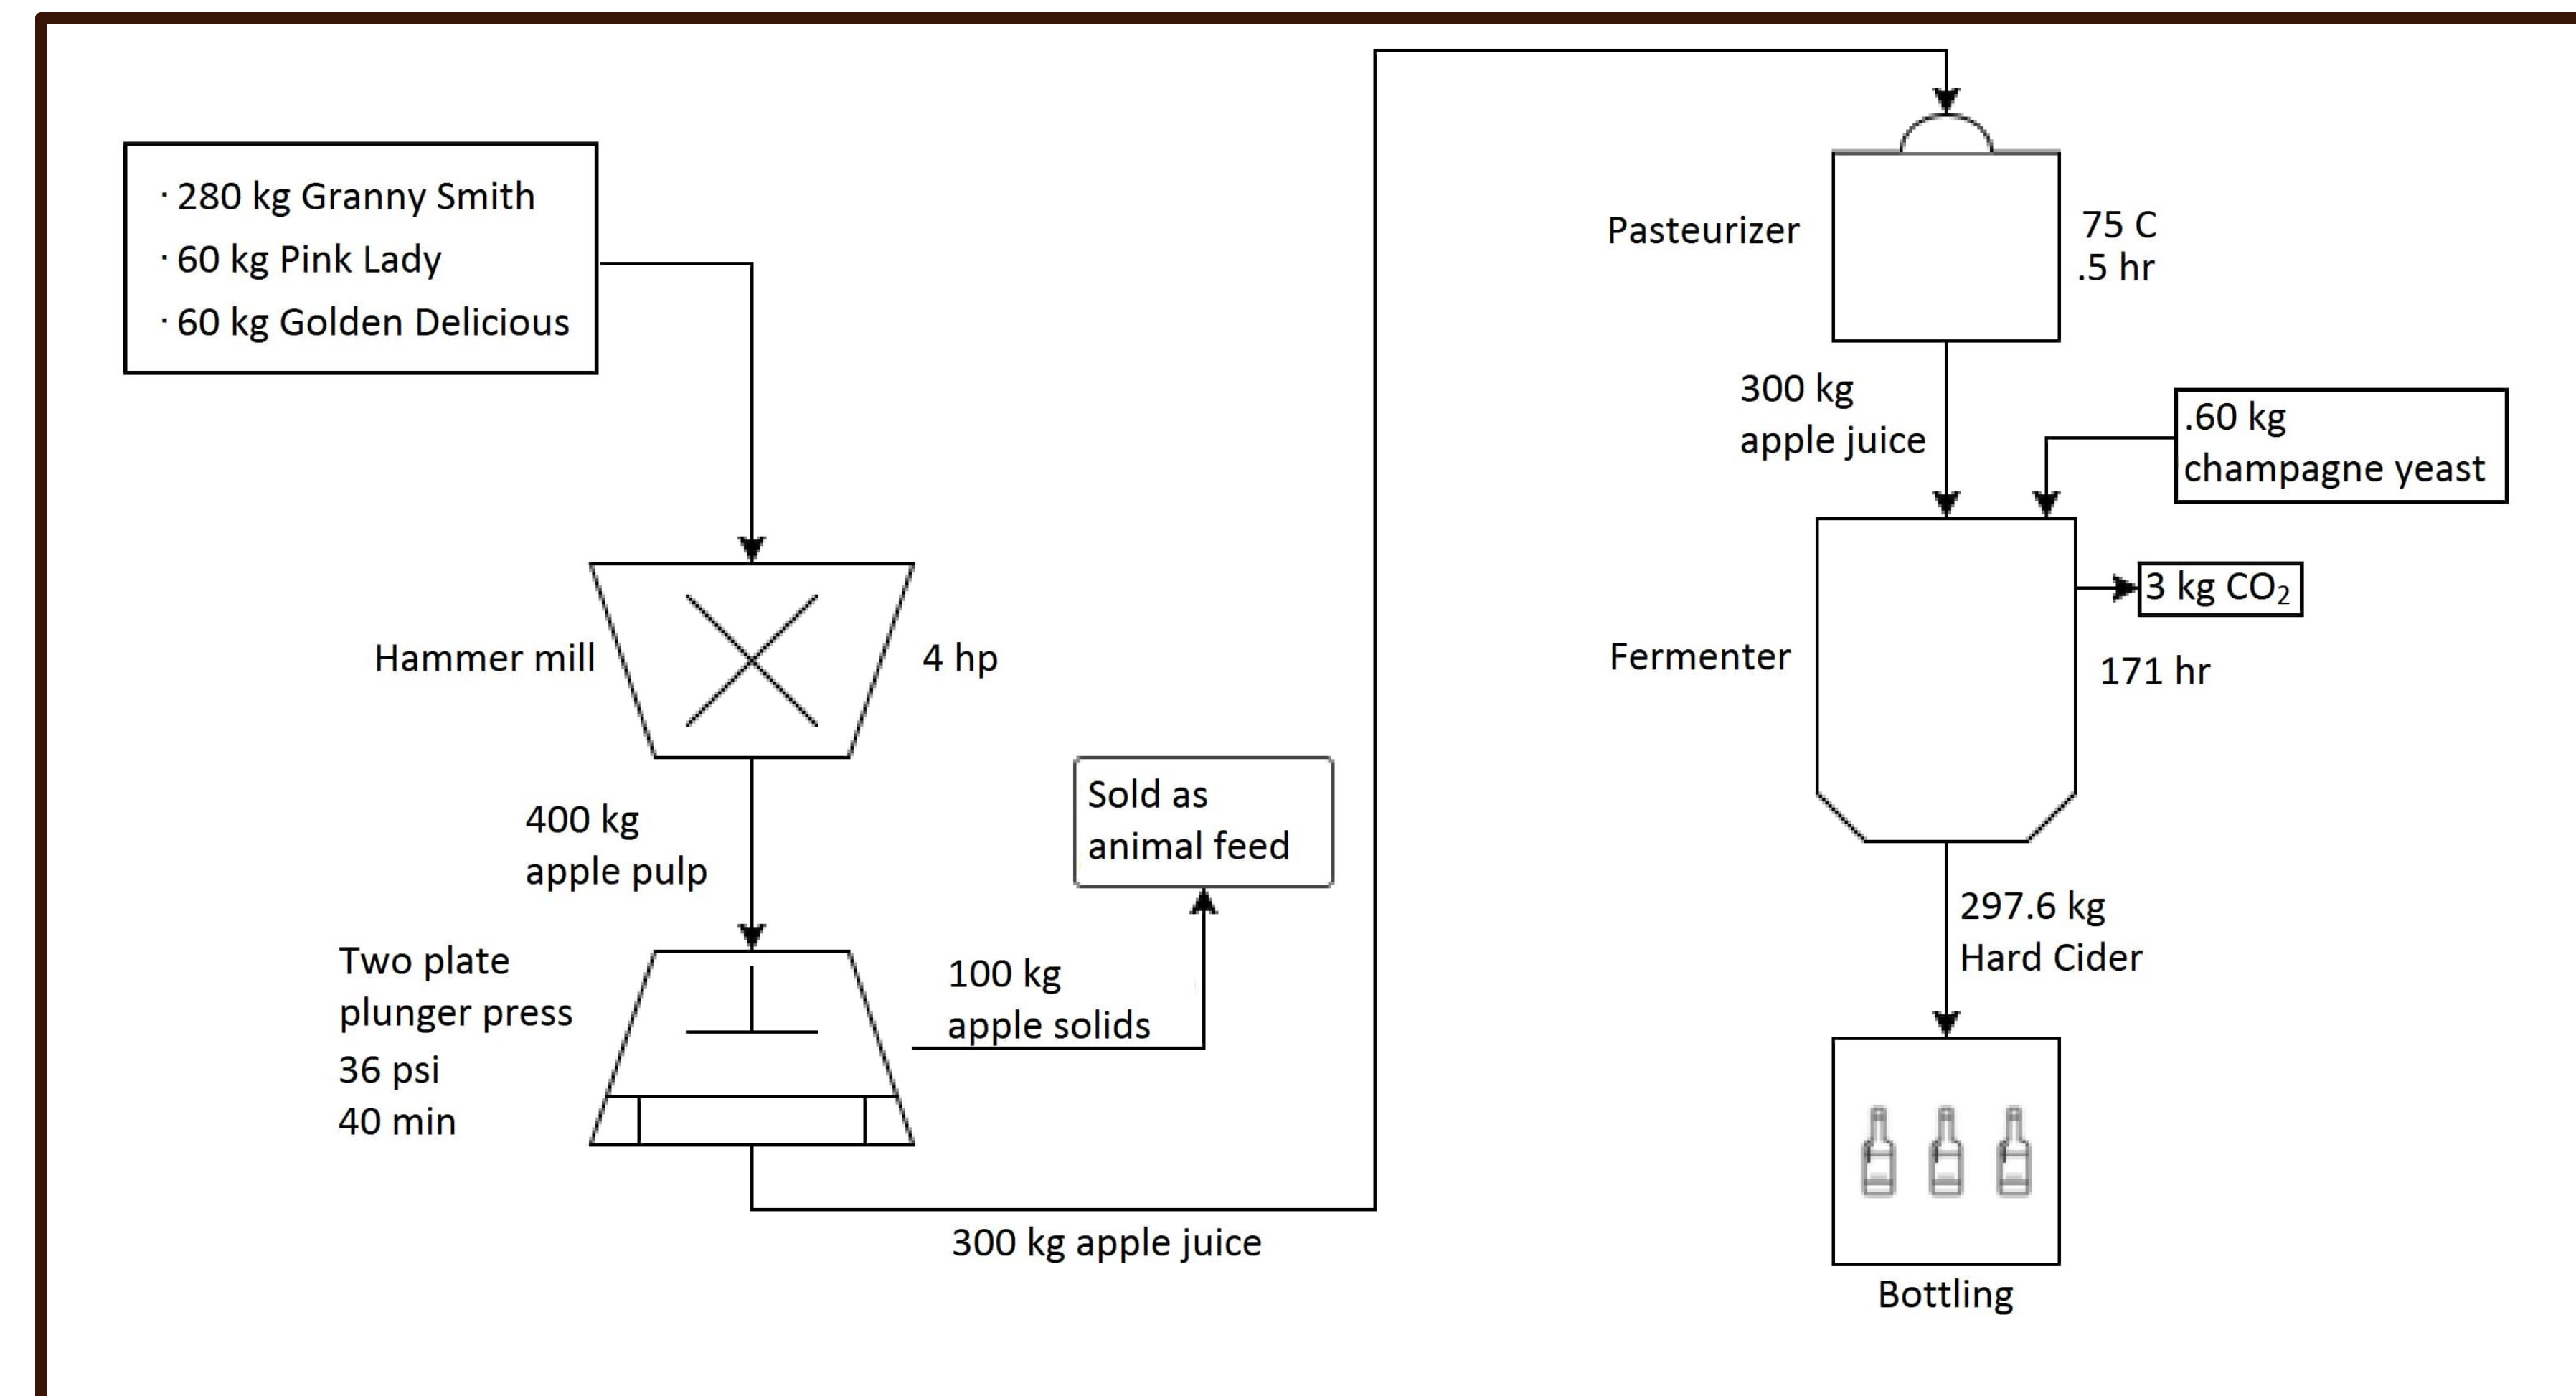 · 280 kg Granny Smith
· 60 kg Pink Lady
· 60 kg Golden Delicious
Hammer mill
4 hp
400 kg
apple pulp
Two plate
plunger press
36 psi
40 min
100 kg
apple solids
Sold as
animal feed
300 kg apple juice
Pasteurizer
75 C
.5 hr
300 kg
apple juice
.60 kg
champagne yeast
3 kg CO₂
Fermenter
171 hr
297.6 kg
Hard Cider
Bottling